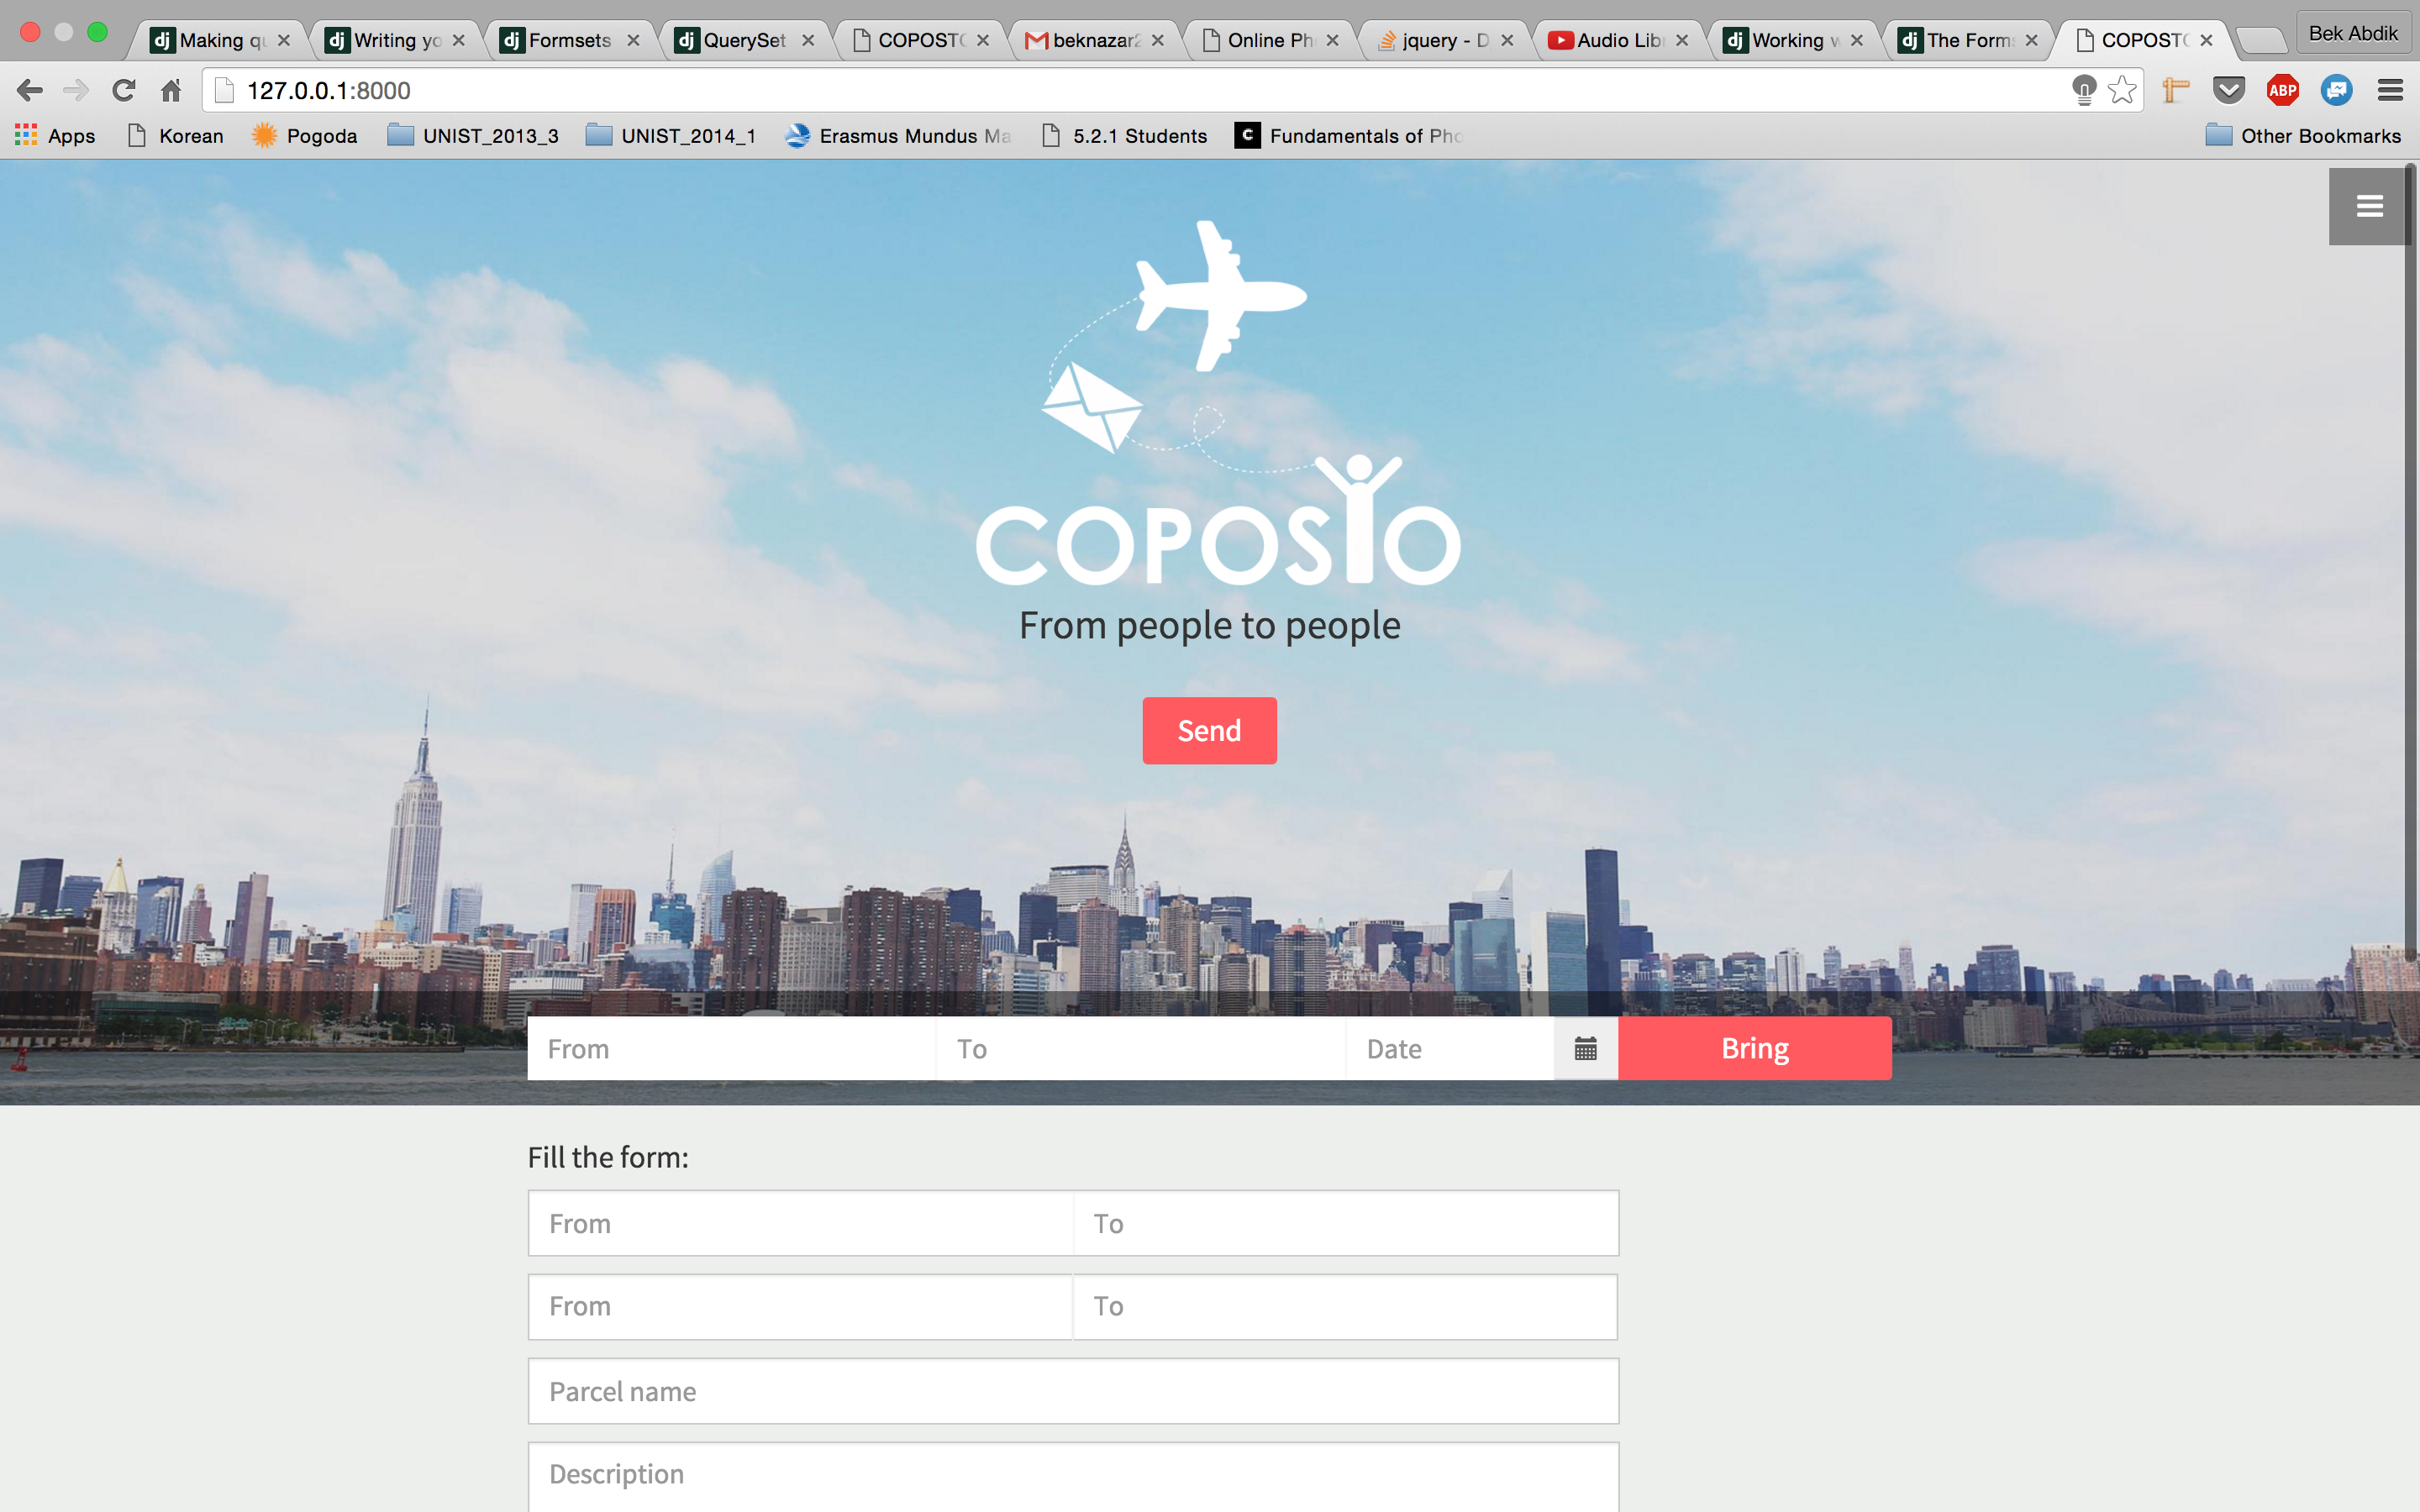 Making qu
Writing yo
Formsets
QuerySet
COPOSTO
beknazar2
Online Ph
jquery - D
Audio Lib
Working w
The Forms
COPOSTO
Bek Abdik
127.0.0.1:8000
ABP
Apps
Korean
Pogoda
UNIST_2013_3
UNIST_2014_1
Erasmus Mundus Ma
5.2.1 Students
C
Fundamentals of Pho
Other Bookmarks
COPOSTO
From people to people
Send
From
To
Date
Bring
Fill the form:
From
To
From
To
Parcel name
Description